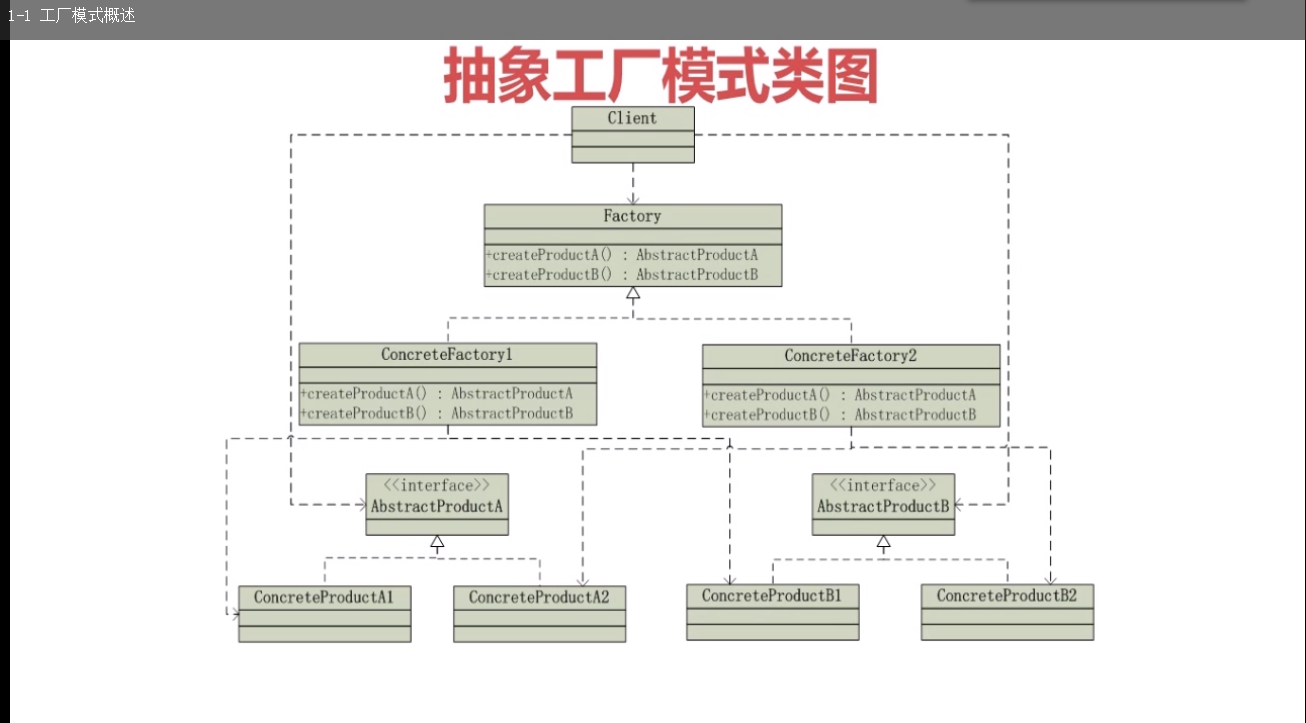 1-1 工厂模式概述
抽象工厂模式类图
Client
Factory
+createProductA() : AbstractProductA
+createProductB() : AbstractProductB
ConcreteFactory1
+createProductA() : AbstractProductA
+createProductB() : AbstractProductB
ConcreteFactory2
+createProductA() : AbstractProductA
+createProductB() : AbstractProductB
<<interface>>
AbstractProductA
<<interface>>
AbstractProductB
ConcreteProductA1
ConcreteProductA2
ConcreteProductB1
ConcreteProductB2